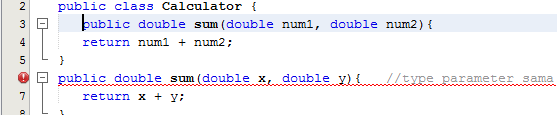 2 public class Calculator {
3 public double sum(double num1, double num2){
4 return num1 + num2;
5 }
public double sum(double x, double y){ //type parameter sama
7 return x + y;
8 }